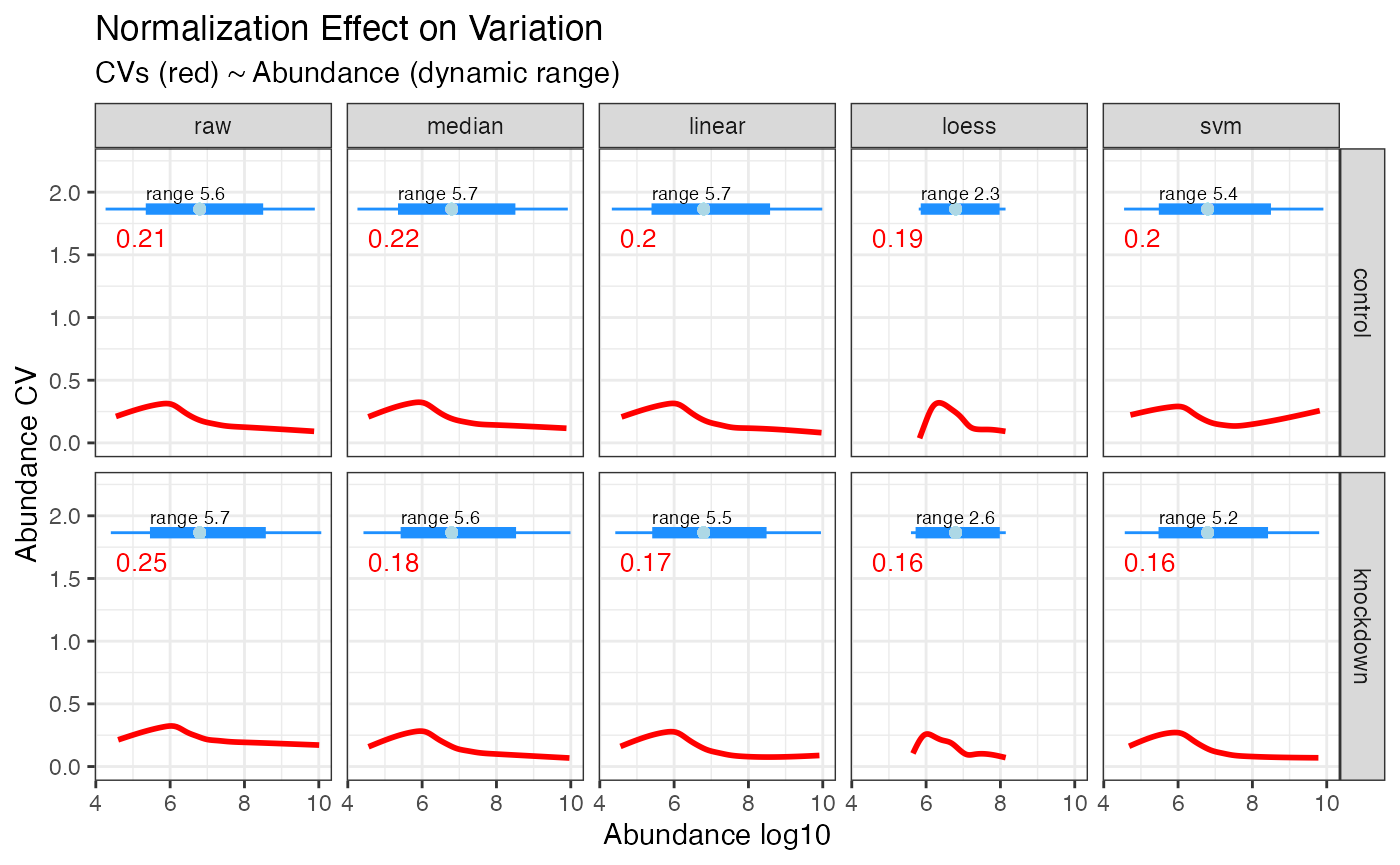 Normalization Effect on Variation
CVs (red) ~ Abundance (dynamic range)
raw median linear loess svm
range 5.6 range 5.7 range 5.7 range 2.3 range 5.4
0.21 0.22 0.2 0.19 0.2
2.0
1.5
1.0
0.5
0.0
control
Abundance CV
range 5.7 range 5.6 range 5.5 range 2.6 range 5.2
0.25 0.18 0.17 0.16 0.16
2.0
1.5
1.0
0.5
0.0
knockdown
4 6 8 10 4 6 8 10 4 6 8 10 4 6 8 10 4 6 8 10
Abundance log10